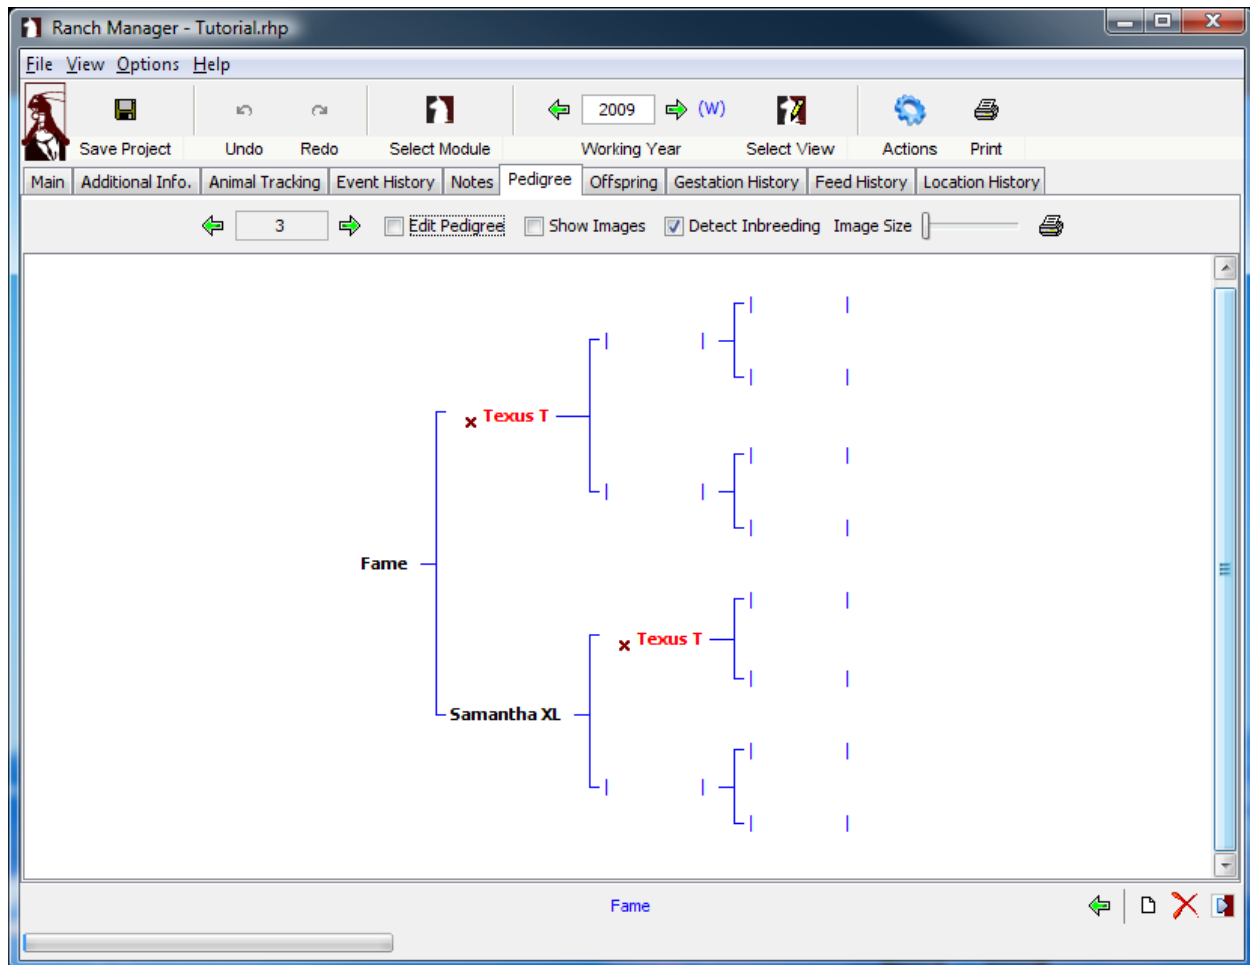 Ranch Manager - Tutorial.rhp
File View Options Help
2009 (W)
Save Project Undo Redo Select Module Working Year Select View Actions Print
Main Additional Info. Animal Tracking Event History Notes Pedigree Offspring Gestation History Feed History Location History
3 Edit Pedigree Show Images Detect Inbreeding Image Size
Texus T
Fame
Texus T
Samantha XL
Fame